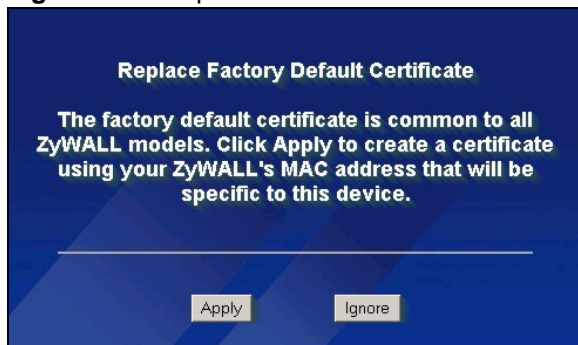 Replace Factory Default Certificate
The factory default certificate is common to all
ZyWALL models. Click Apply to create a certificate
using your ZyWALL's MAC address that will be
specific to this device.
Apply
Ignore